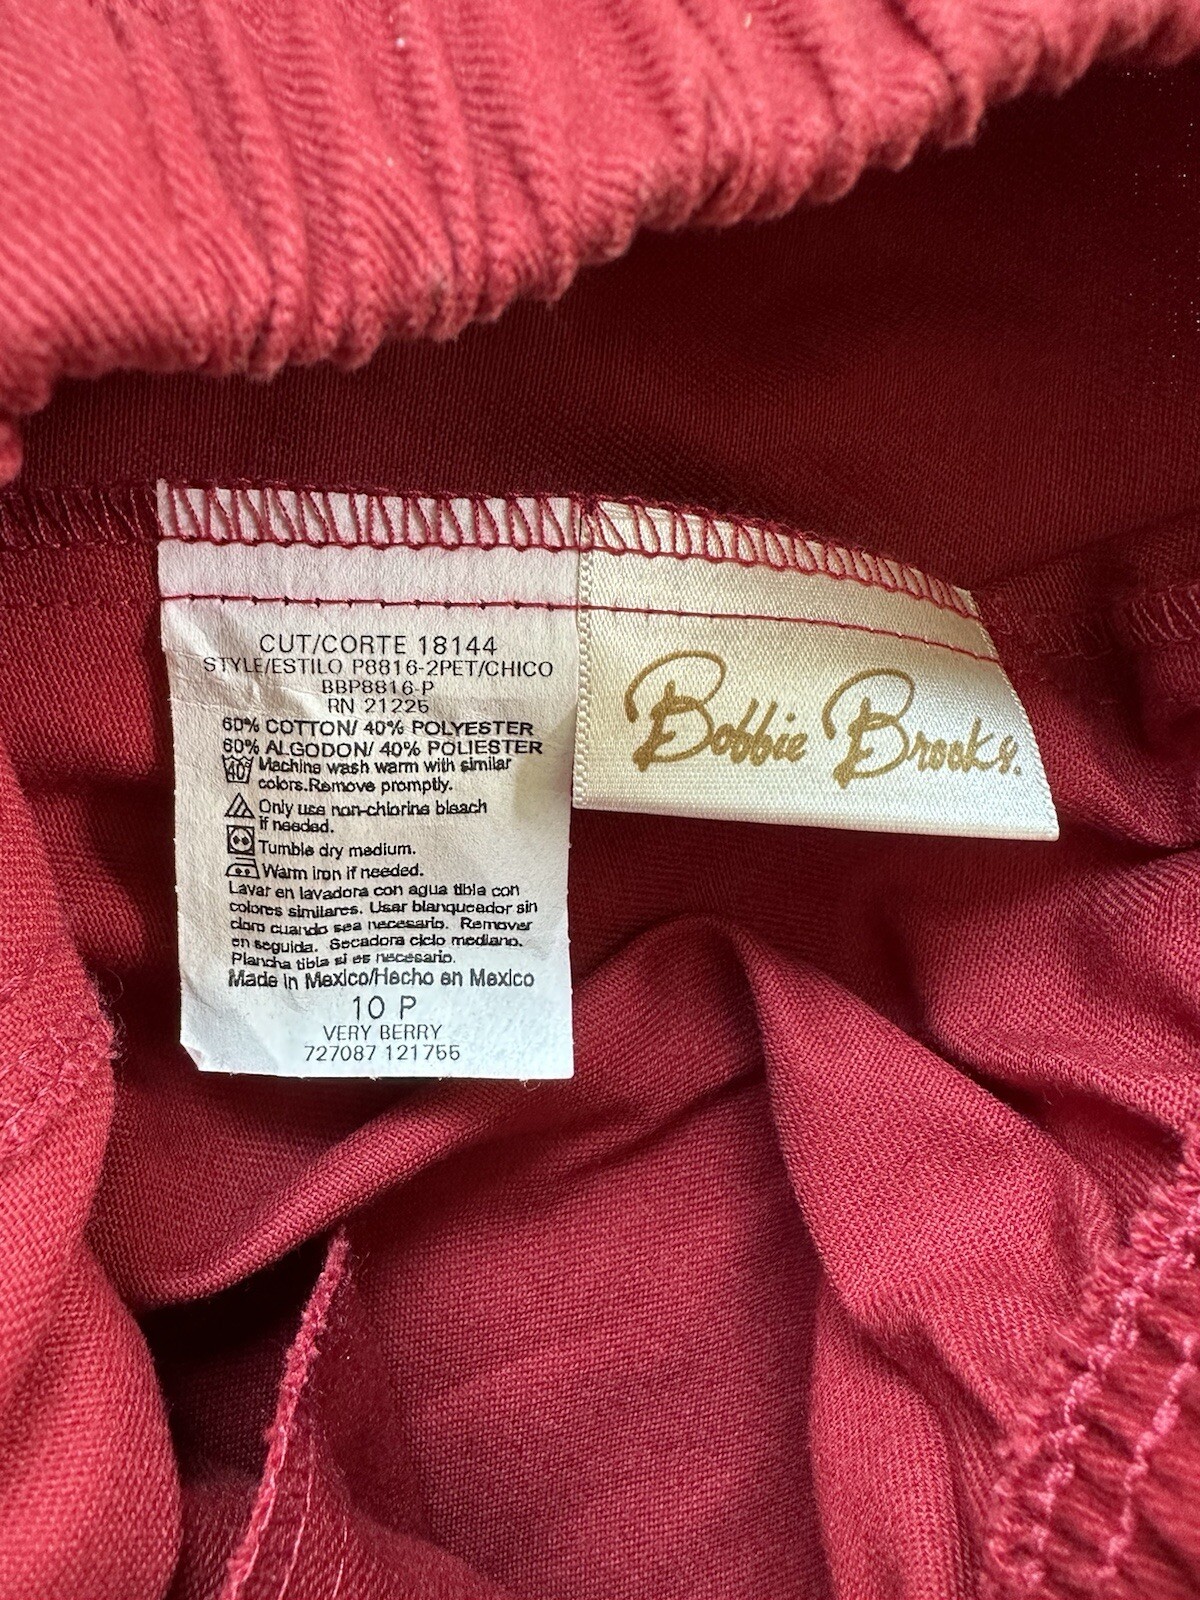 CUT/CORTE 18144
STYLE/ESTILO P8816-2PET/CHICO
BBP8816-P
RN 21225
60% COTTON/ 40% POLYESTER
60% ALGODON/ 40% POLIESTER
40 Machine wash warm with similar
colors.Remove promptly.
Only use non-chlorine bleach
if needed.
Tumble dry medium.
Warm iron if needed.
Lavar en lavadora con agua tibia con
colores similares. Usar blanqueador sin
cloro cuando sea necesario. Remover
en seguida. Secadora ciclo mediano.
Plancha tibia si es necesario.
Made in Mexico/Hecho en Mexico
10 P
VERY BERRY
727087 121755
Bobbie Brooks.